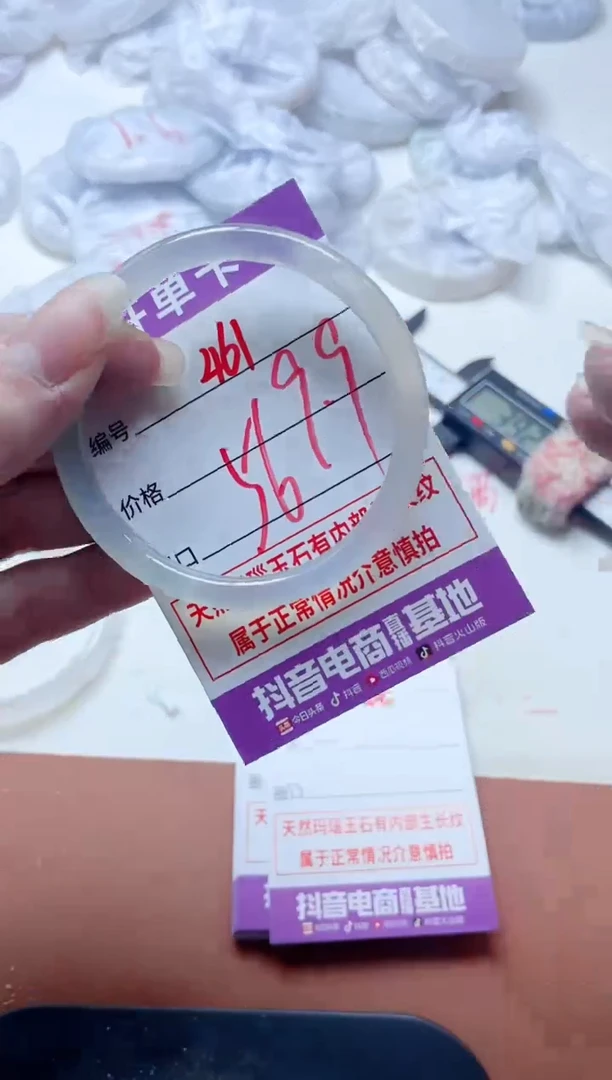 单卡
编号 461
价格
天然玛瑙玉石有内部生长纹
属于正常情况介意慎拍
抖音电商直播基地
今日头条 抖音 西瓜视频 抖音火山版
天然玛瑙玉石有内部生长纹
属于正常情况介意慎拍
抖音电商直播基地